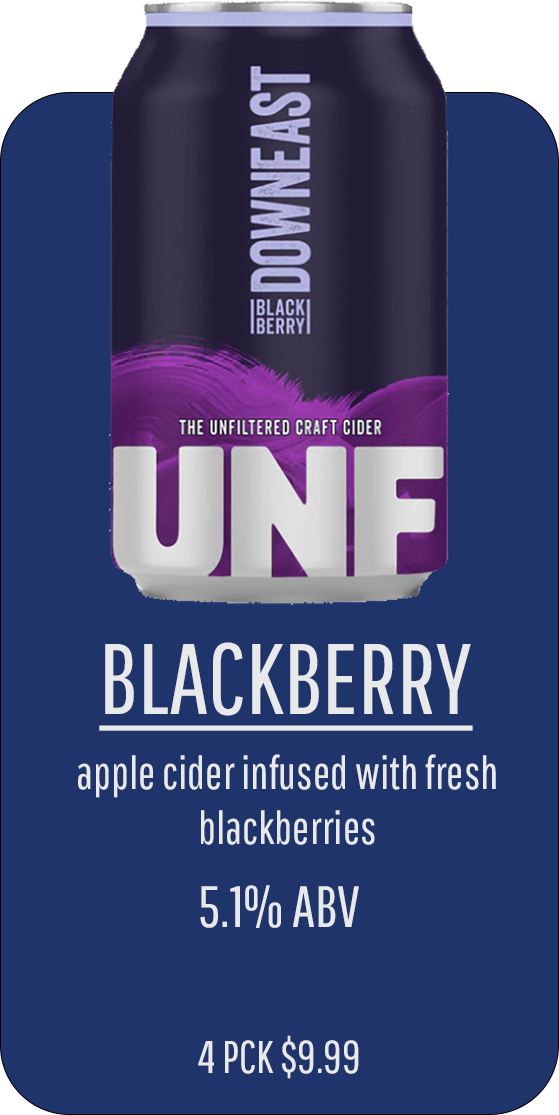 DOWNEAST
BLACK
BERRY
THE UNFILTERED CRAFT CIDER
UNF
BLACKBERRY
apple cider infused with fresh
blackberries
5.1% ABV
4 PCK $9.99